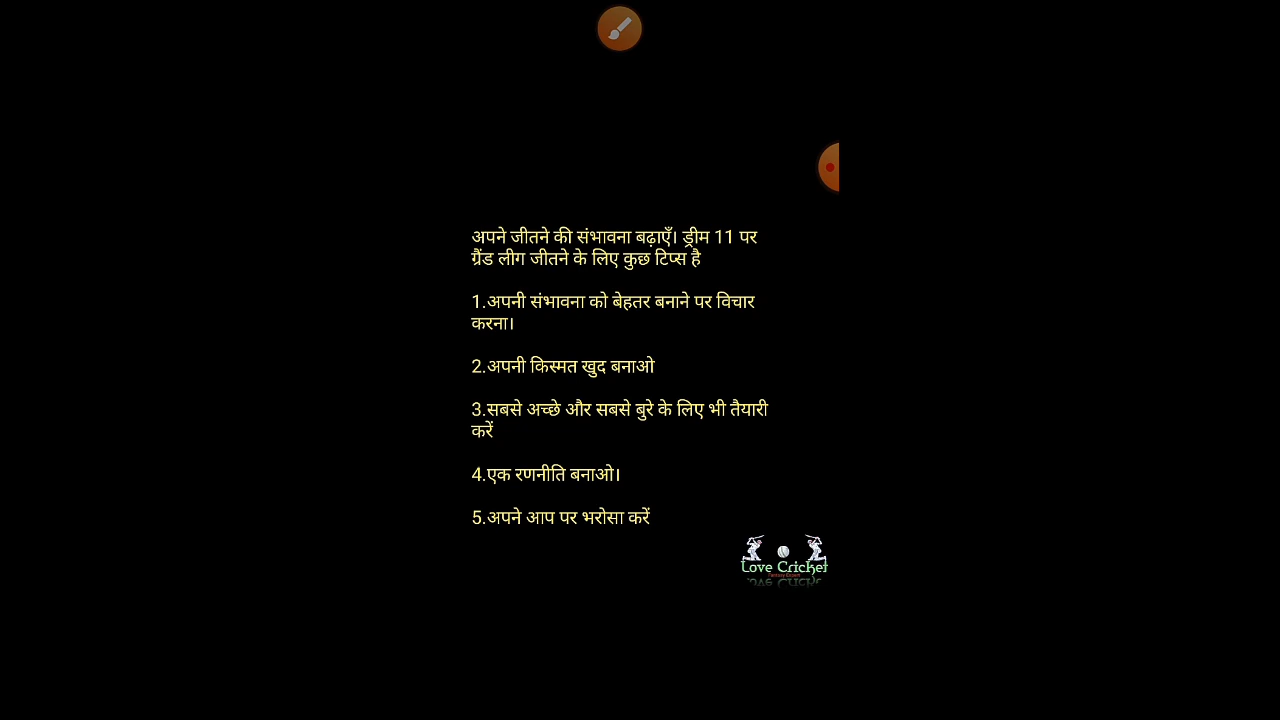 अपने जीतने की संभावना बढ़ाएँ। ड्रीम 11 पर
ग्रैंड लीग जीतने के लिए कुछ टिप्स है
1.अपनी संभावना को बेहतर बनाने पर विचार
करना।
2.अपनी किस्मत खुद बनाओ
3.सबसे अच्छे और सबसे बुरे के लिए भी तैयारी
करें
4.एक रणनीति बनाओ।
5.अपने आप पर भरोसा करें
Love Cricket